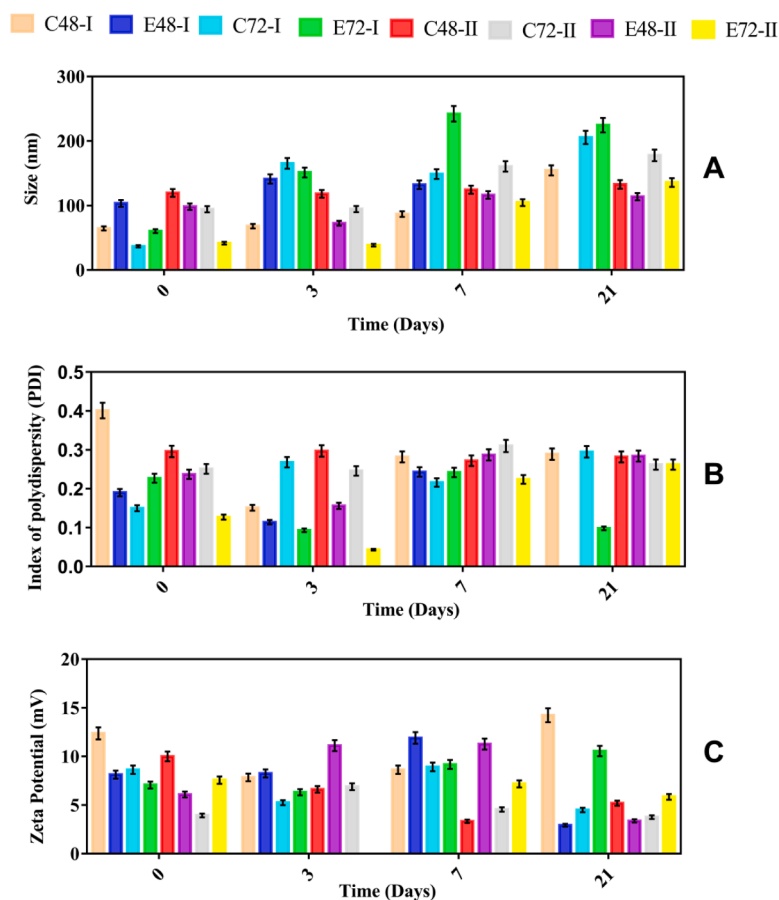 C48-I E48-I C72-I E72-I C48-II C72-II E48-II E72-II
300
200
100
0
Size (nm)
A
0 3 7 21
Time (Days)
0.5
0.4
0.3
0.2
0.1
0.0
Index of polydispersity (PDI)
B
0 3 7 21
Time (Days)
20
15
10
5
0
Zeta Potential (mV)
C
0 3 7 21
Time (Days)